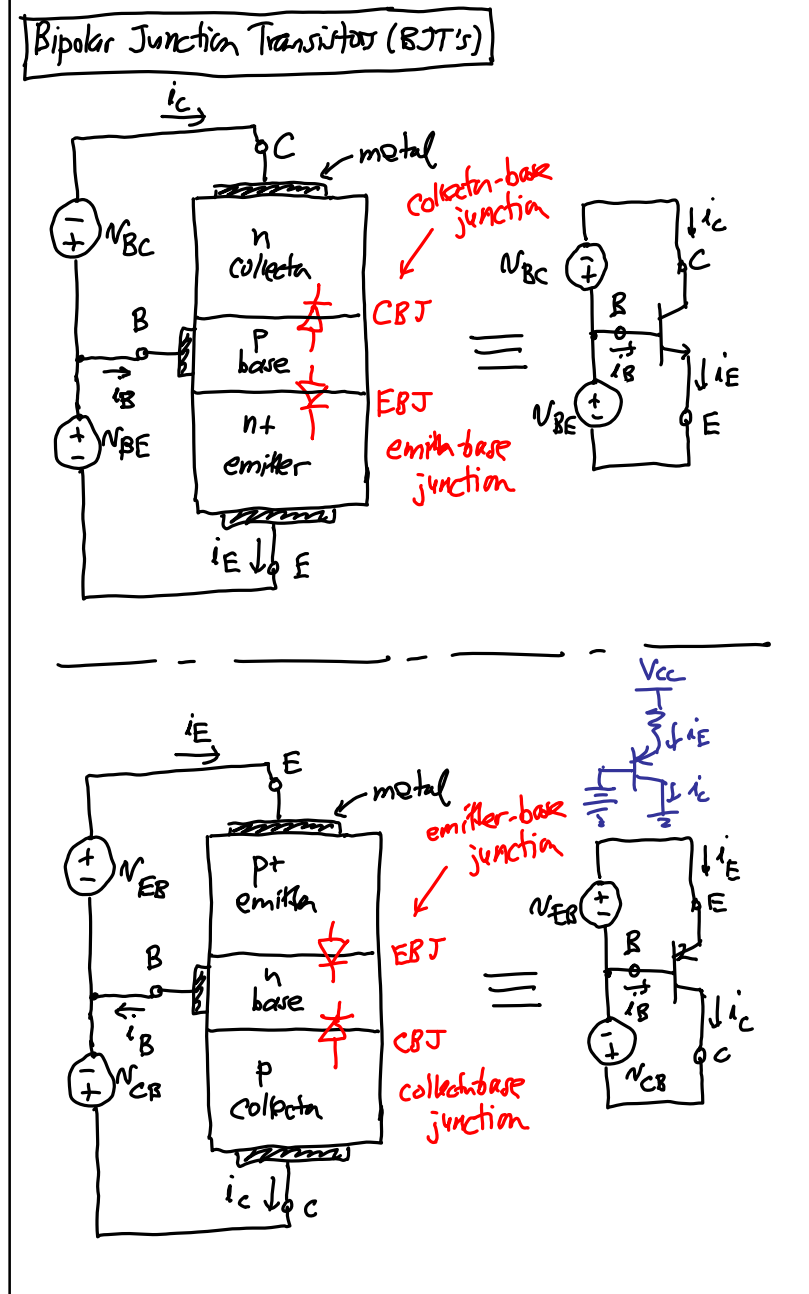 Bipolar Junction Transistors (BJT's)
iC
C
metal
collector-base
junction
n
collector
vBC
B
iB
p
base
CBJ
EBJ
vBE
n+
emitter
emitter-base
junction
iE
E
vBC
iC
C
B
iB
iE
vBE
E
VCC
iE
iC
iE
E
metal
emitter-base
junction
p+
emitter
vEB
B
iB
n
base
EBJ
CBJ
vCB
p
collector
collector-base
junction
iC
C
iE
E
vEB
B
iB
iC
C
vCB